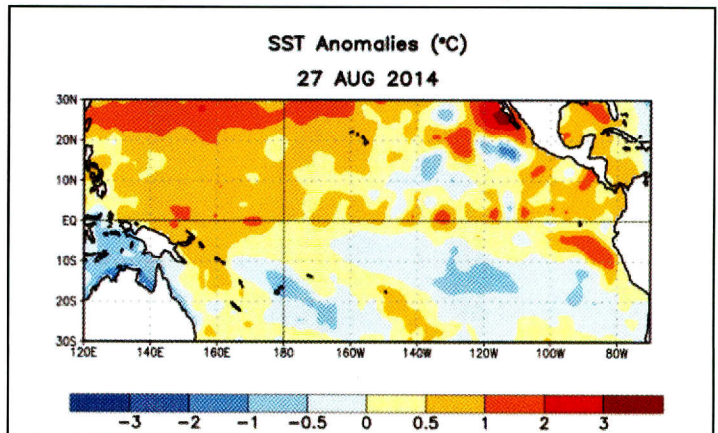 SST Anomalies (°C)
27 AUG 2014
30N
20N
10N
EQ
10S
20S
30S
120E 140E 160E 180 160W 140W 120W 100W 80W
-3 -2 -1 -0.5 0 0.5 1 2 3